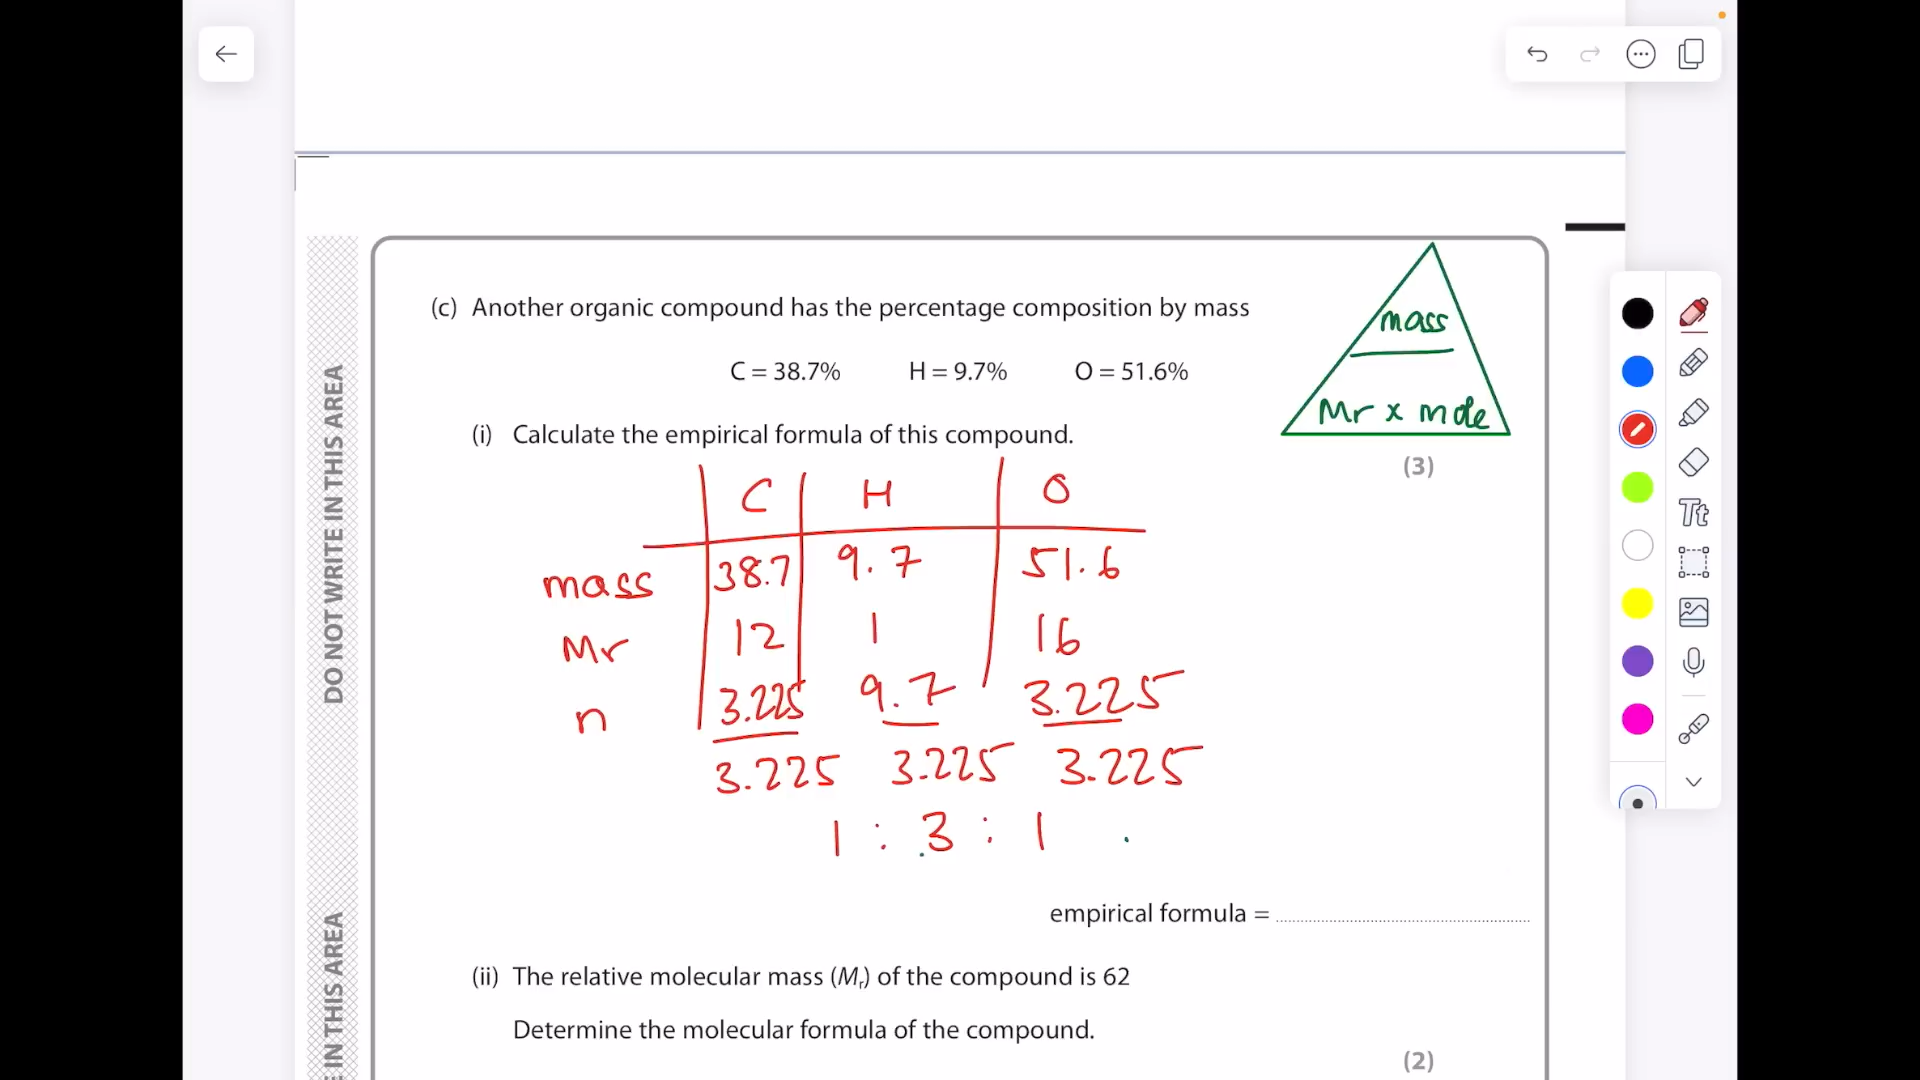 (c) Another organic compound has the percentage composition by mass
C = 38.7% H = 9.7% O = 51.6%
mass
Mr x mole
(i) Calculate the empirical formula of this compound.
(3)
C H O
mass 38.7 9.7 51.6
Mr 12 1 16
n 3.225 9.7 3.225
3.225 3.225 3.225
1 : 3 : 1
empirical formula =
(ii) The relative molecular mass (Mr) of the compound is 62
Determine the molecular formula of the compound.
(2)
DO NOT WRITE IN THIS AREA
IN THIS AREA
Tt